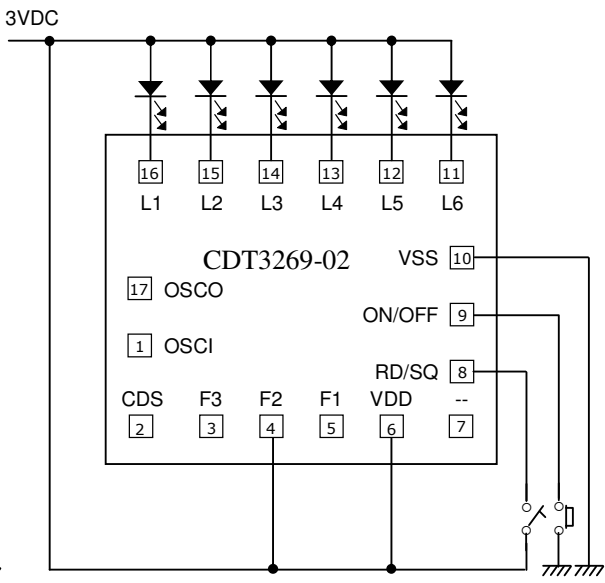 3VDC
16 15 14 13 12 11
L1 L2 L3 L4 L5 L6
CDT3269-02
VSS 10
17 OSCO
ON/OFF 9
1 OSCI
RD/SQ 8
CDS F3 F2 F1 VDD --
2 3 4 5 6 7